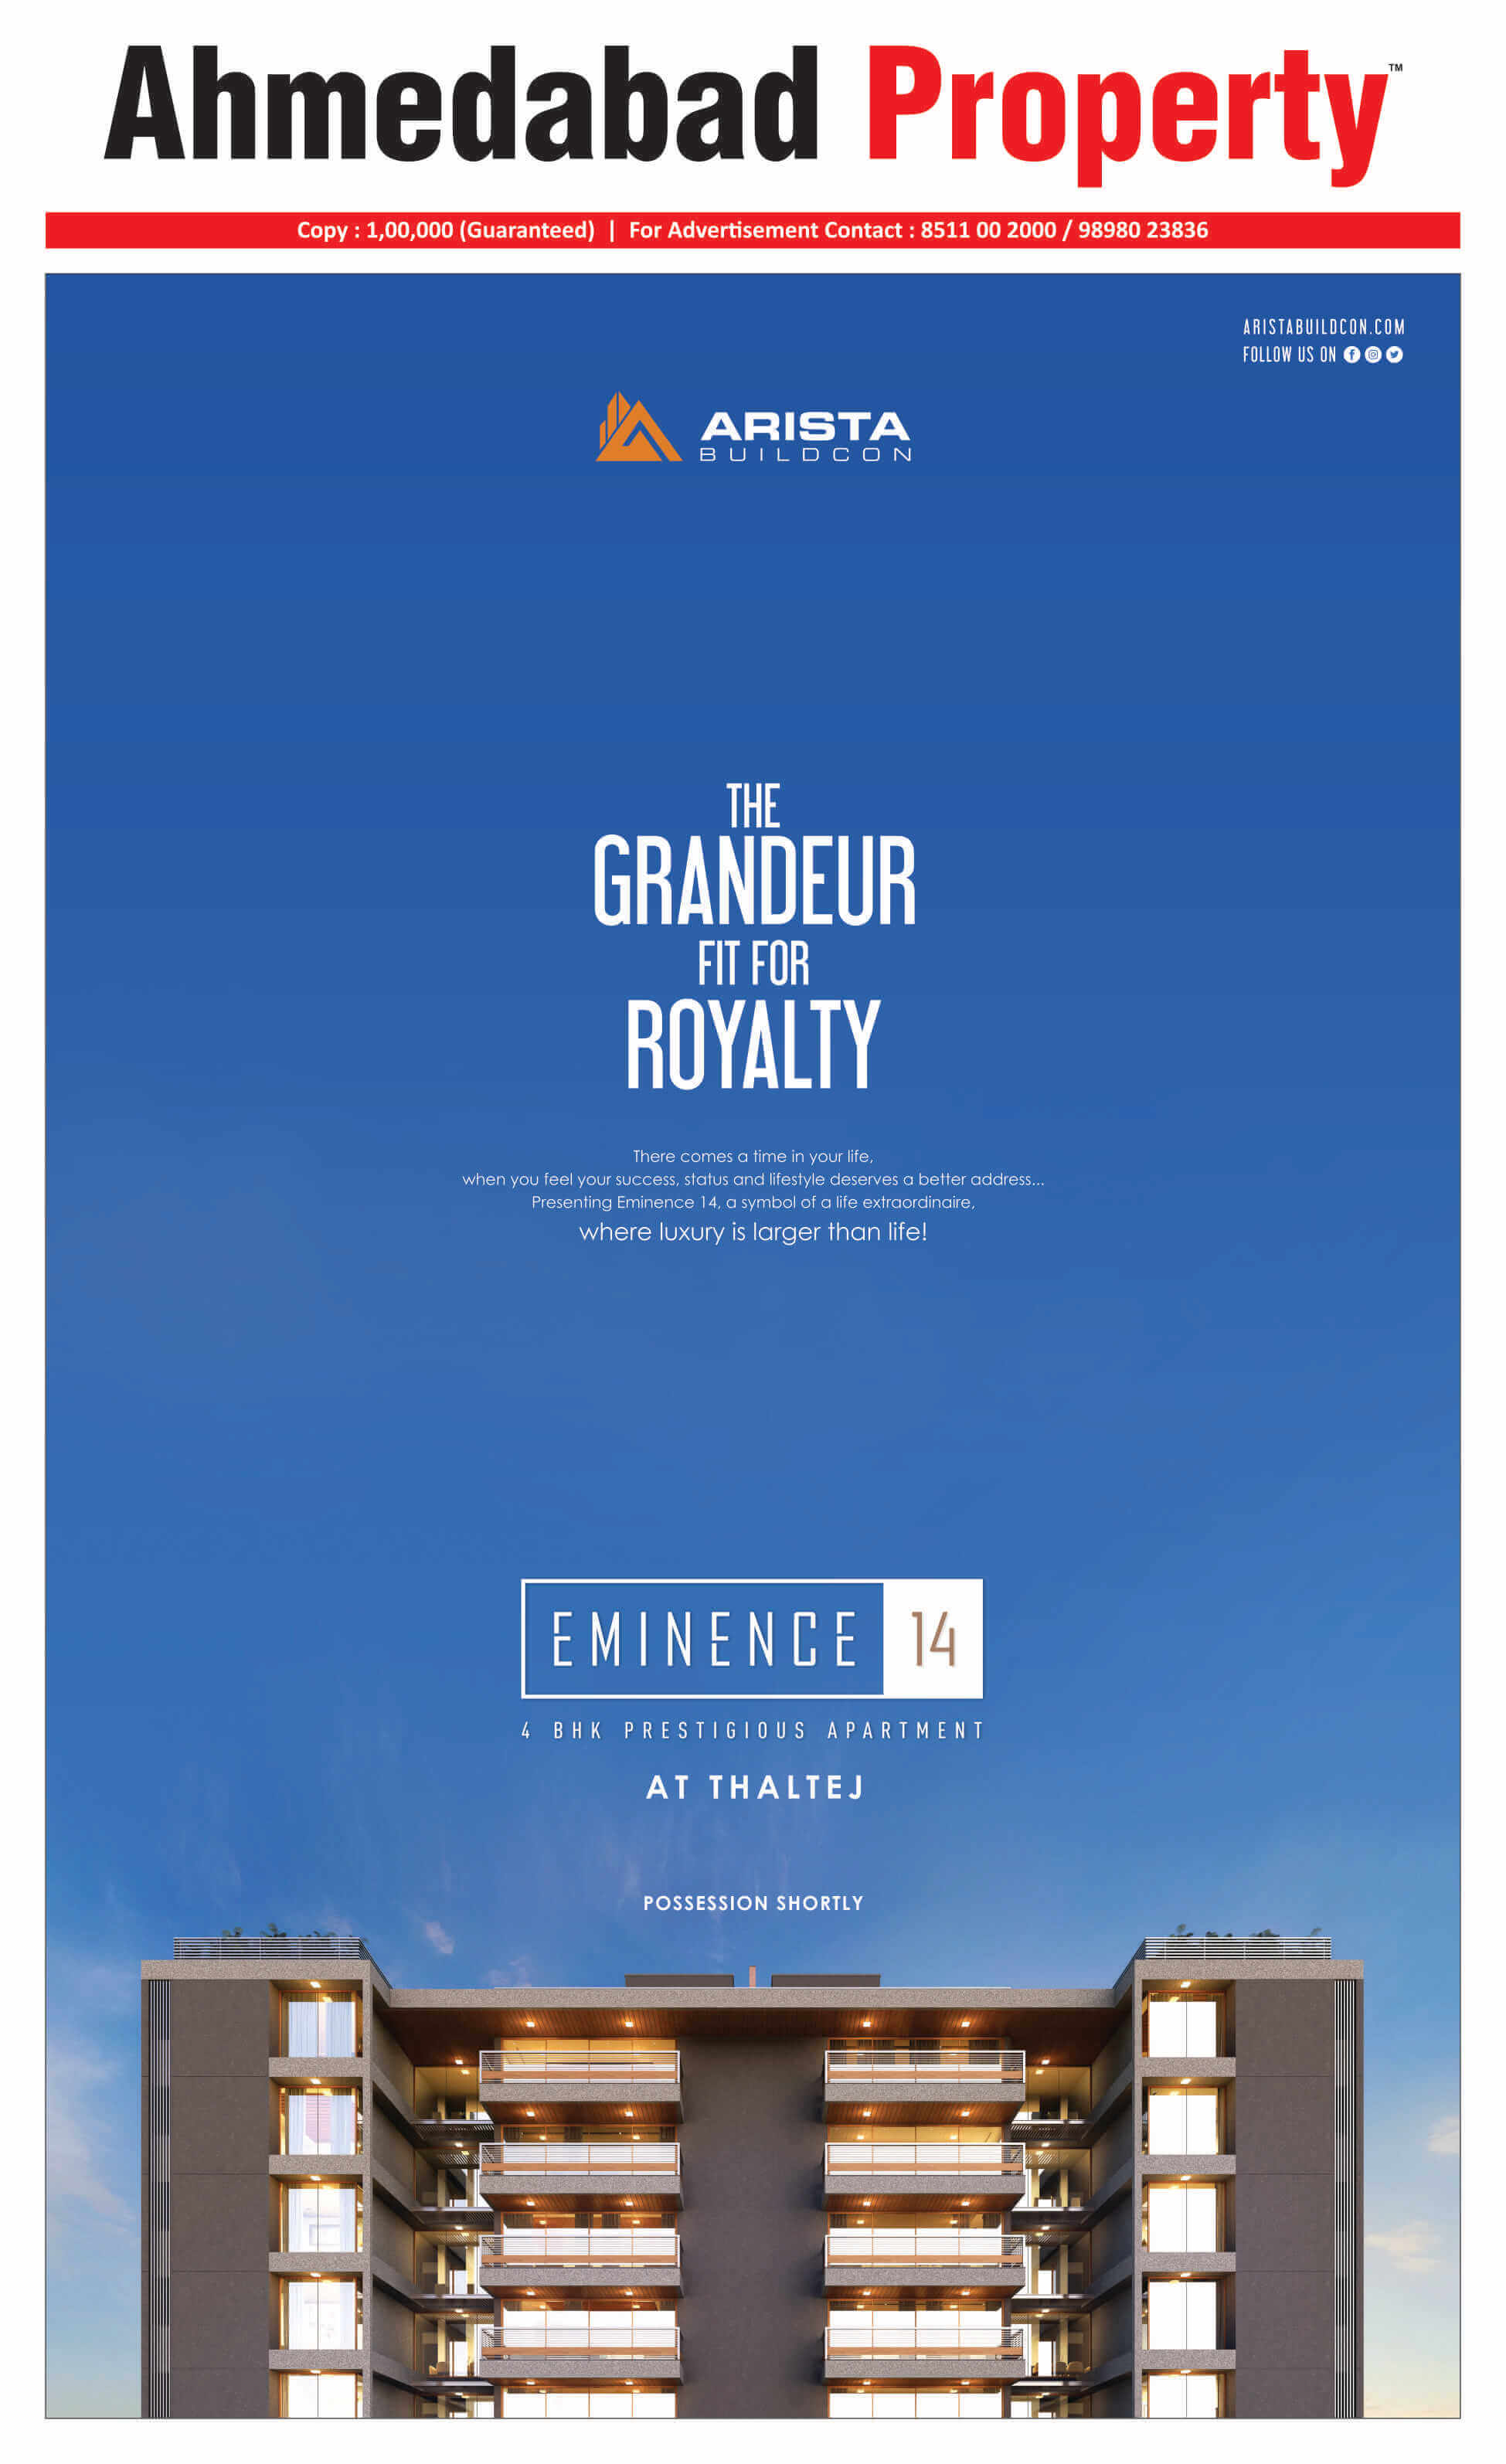 Ahmedabad Property™
Copy : 1,00,000 (Guaranteed) | For Advertisement Contact : 8511 00 2000 / 98980 23836
ARISTABUILDCON.COM
FOLLOW US ON
ARISTA
BUILDCON
THE
GRANDEUR
FIT FOR
ROYALTY
There comes a time in your life,
when you feel your success, status and lifestyle deserves a better address...
Presenting Eminence 14, a symbol of a life extraordinaire,
where luxury is larger than life!
EMINENCE 14
4 BHK PRESTIGIOUS APARTMENT
AT THALTEJ
POSSESSION SHORTLY